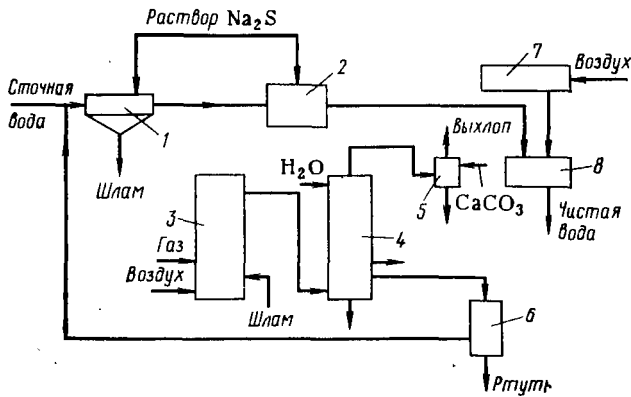 Раствор Na₂S
7
Воздух
2
Сточная
вода
1
Выхлоп
Шлам
H₂O
5
CaCO₃
8
Чистая
вода
3
4
Газ
Воздух
Шлам
6
Ртуть